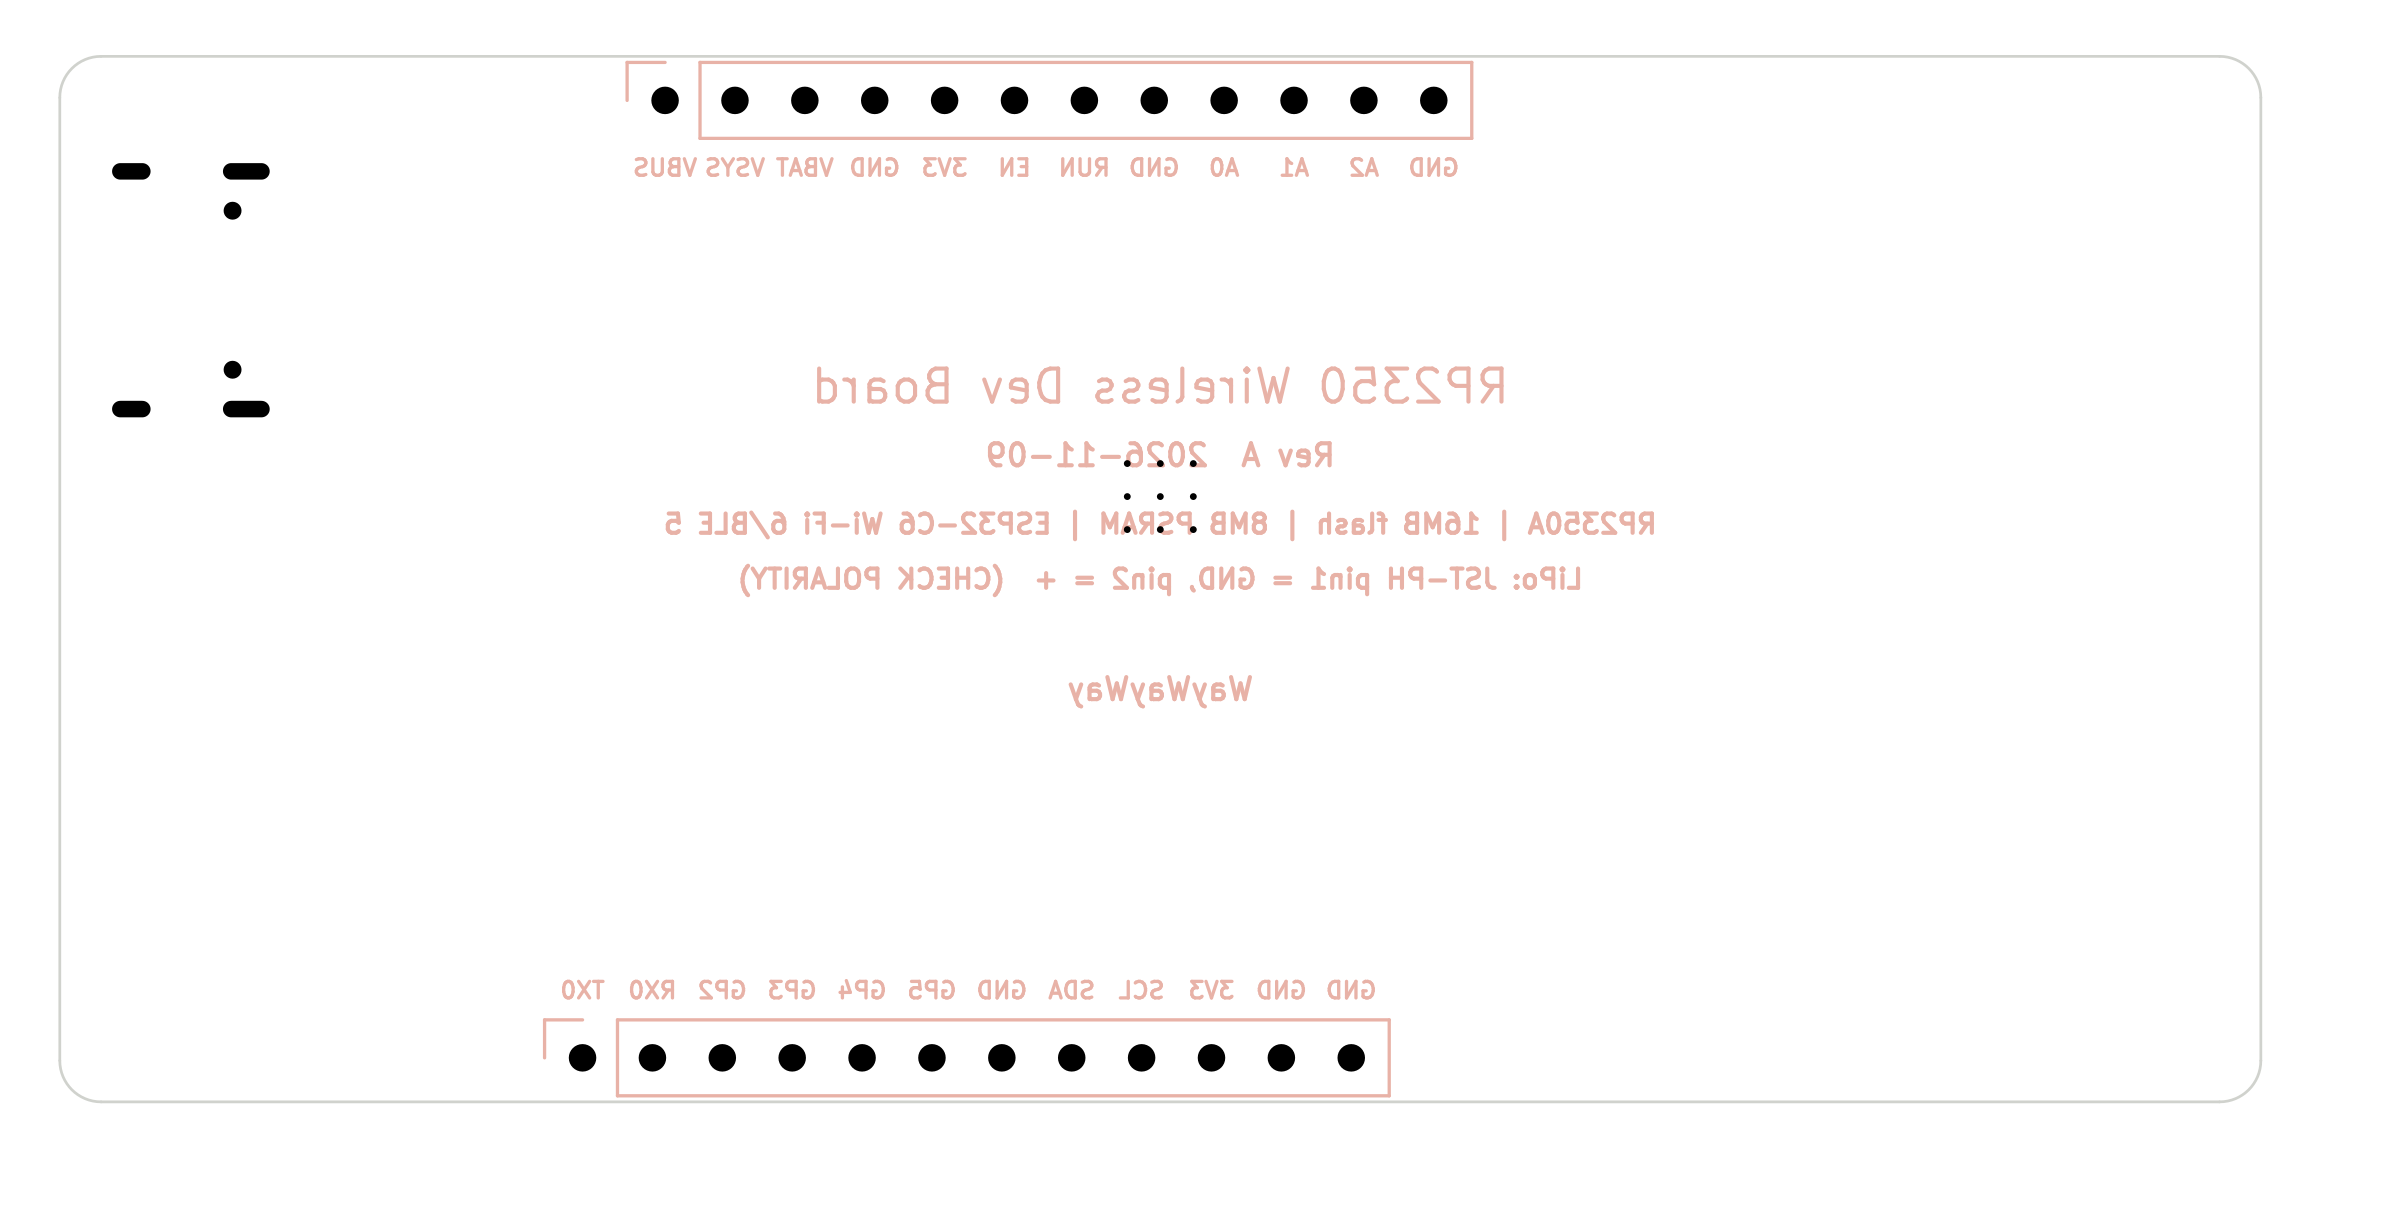 VBUS VSYS VBAT GND 3V3 EN RUN GND A0 A1 A2 GND
RP2350 Wireless Dev Board
Rev A 2026-11-09
RP2350A | 16MB flash | 8MB PSRAM | ESP32-C6 Wi-Fi 6/BLE 5
LiPo: JST-PH pin1 = GND, pin2 = + (CHECK POLARITY)
WayWayWay
TX0 RX0 GP2 GP3 GP4 GP5 GND SDA SCL 3V3 GND GND